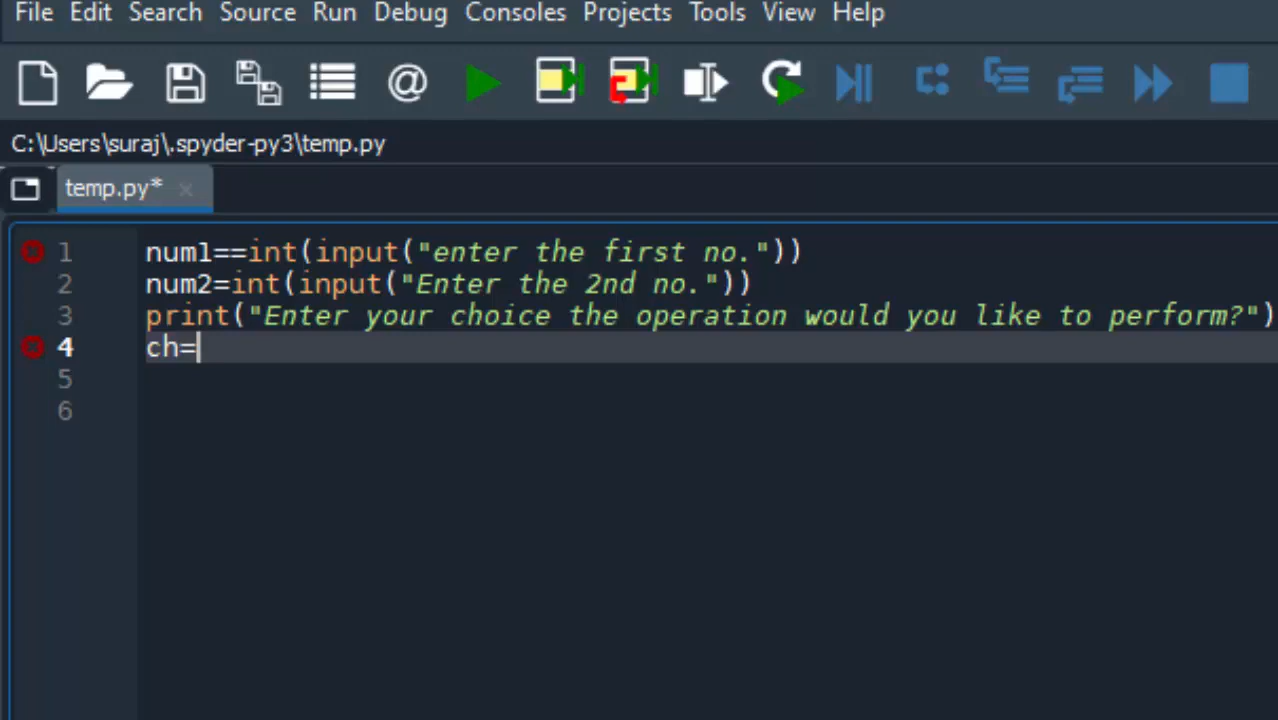 File Edit Search Source Run Debug Consoles Projects Tools View Help
C:\Users\suraj\.spyder-py3\temp.py
temp.py*
1 num1==int(input("enter the first no."))
2 num2=int(input("Enter the 2nd no."))
3 print("Enter your choice the operation would you like to perform?")
4 ch=
5
6